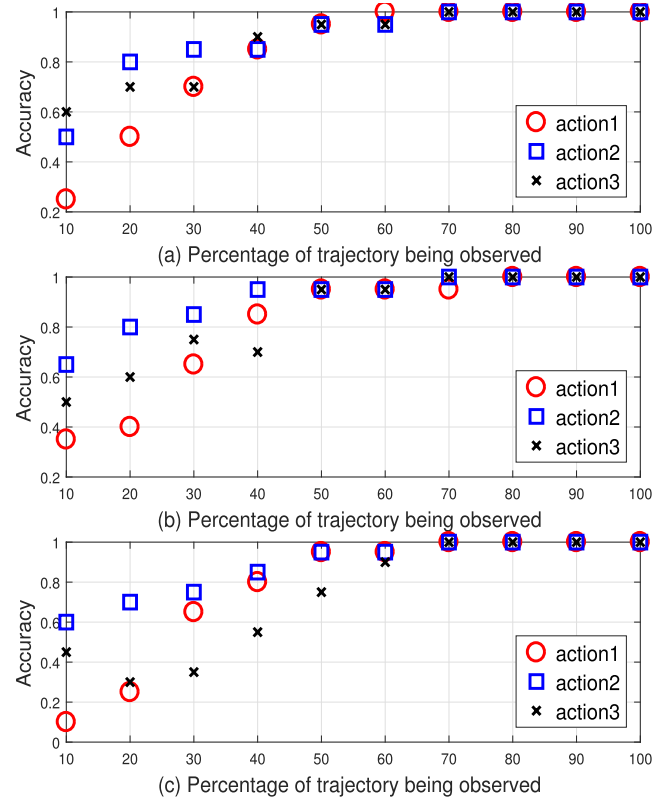 1
0.8
0.6
0.4
0.2
Accuracy
action1
action2
action3
10 20 30 40 50 60 70 80 90 100
(a) Percentage of trajectory being observed
1
0.8
0.6
0.4
0.2
Accuracy
action1
action2
action3
10 20 30 40 50 60 70 80 90 100
(b) Percentage of trajectory being observed
1
0.8
0.6
0.4
0.2
0
Accuracy
action1
action2
action3
10 20 30 40 50 60 70 80 90 100
(c) Percentage of trajectory being observed